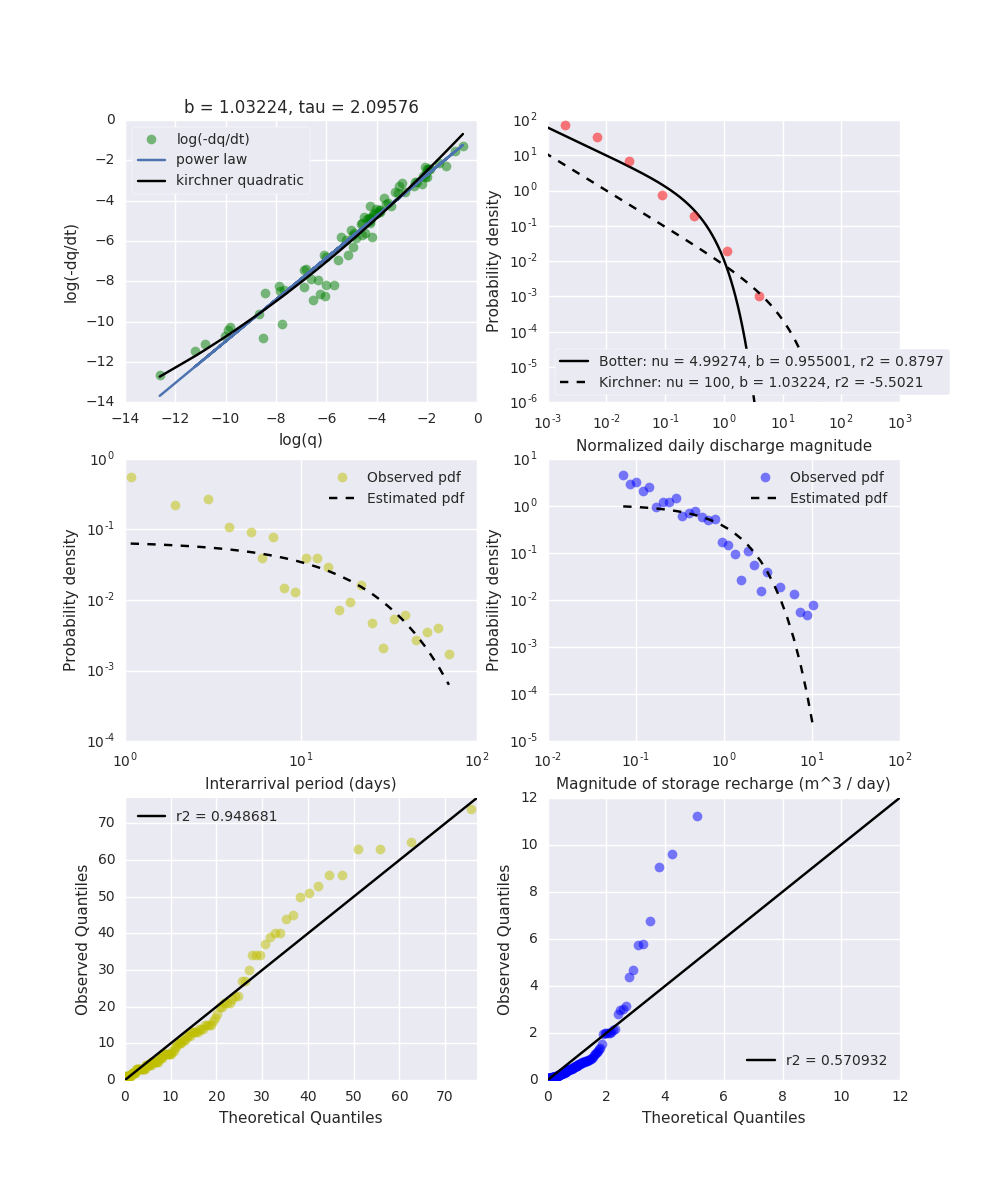 b = 1.03224, tau = 2.09576
0
−2
−4
−6
−8
−10
−12
−14
log(-dq/dt)
log(-dq/dt)
power law
kirchner quadratic
−14 −12 −10 −8 −6 −4 −2 0
log(q)
10^2
10^1
10^0
10^-1
10^-2
10^-3
10^-4
10^-5
10^-6
Probability density
Botter: nu = 4.99274, b = 0.955001, r2 = 0.8797
Kirchner: nu = 100, b = 1.03224, r2 = -5.5021
10^-3 10^-2 10^-1 10^0 10^1 10^2 10^3
Normalized daily discharge magnitude
10^0
10^-1
10^-2
10^-3
10^-4
Probability density
Observed pdf
Estimated pdf
10^0 10^1 10^2
Interarrival period (days)
10^1
10^0
10^-1
10^-2
10^-3
10^-4
10^-5
Probability density
Observed pdf
Estimated pdf
10^-2 10^-1 10^0 10^1 10^2
Magnitude of storage recharge (m^3 / day)
70
60
50
40
30
20
10
0
Observed Quantiles
r2 = 0.948681
0 10 20 30 40 50 60 70
Theoretical Quantiles
12
10
8
6
4
2
0
Observed Quantiles
r2 = 0.570932
0 2 4 6 8 10 12
Theoretical Quantiles